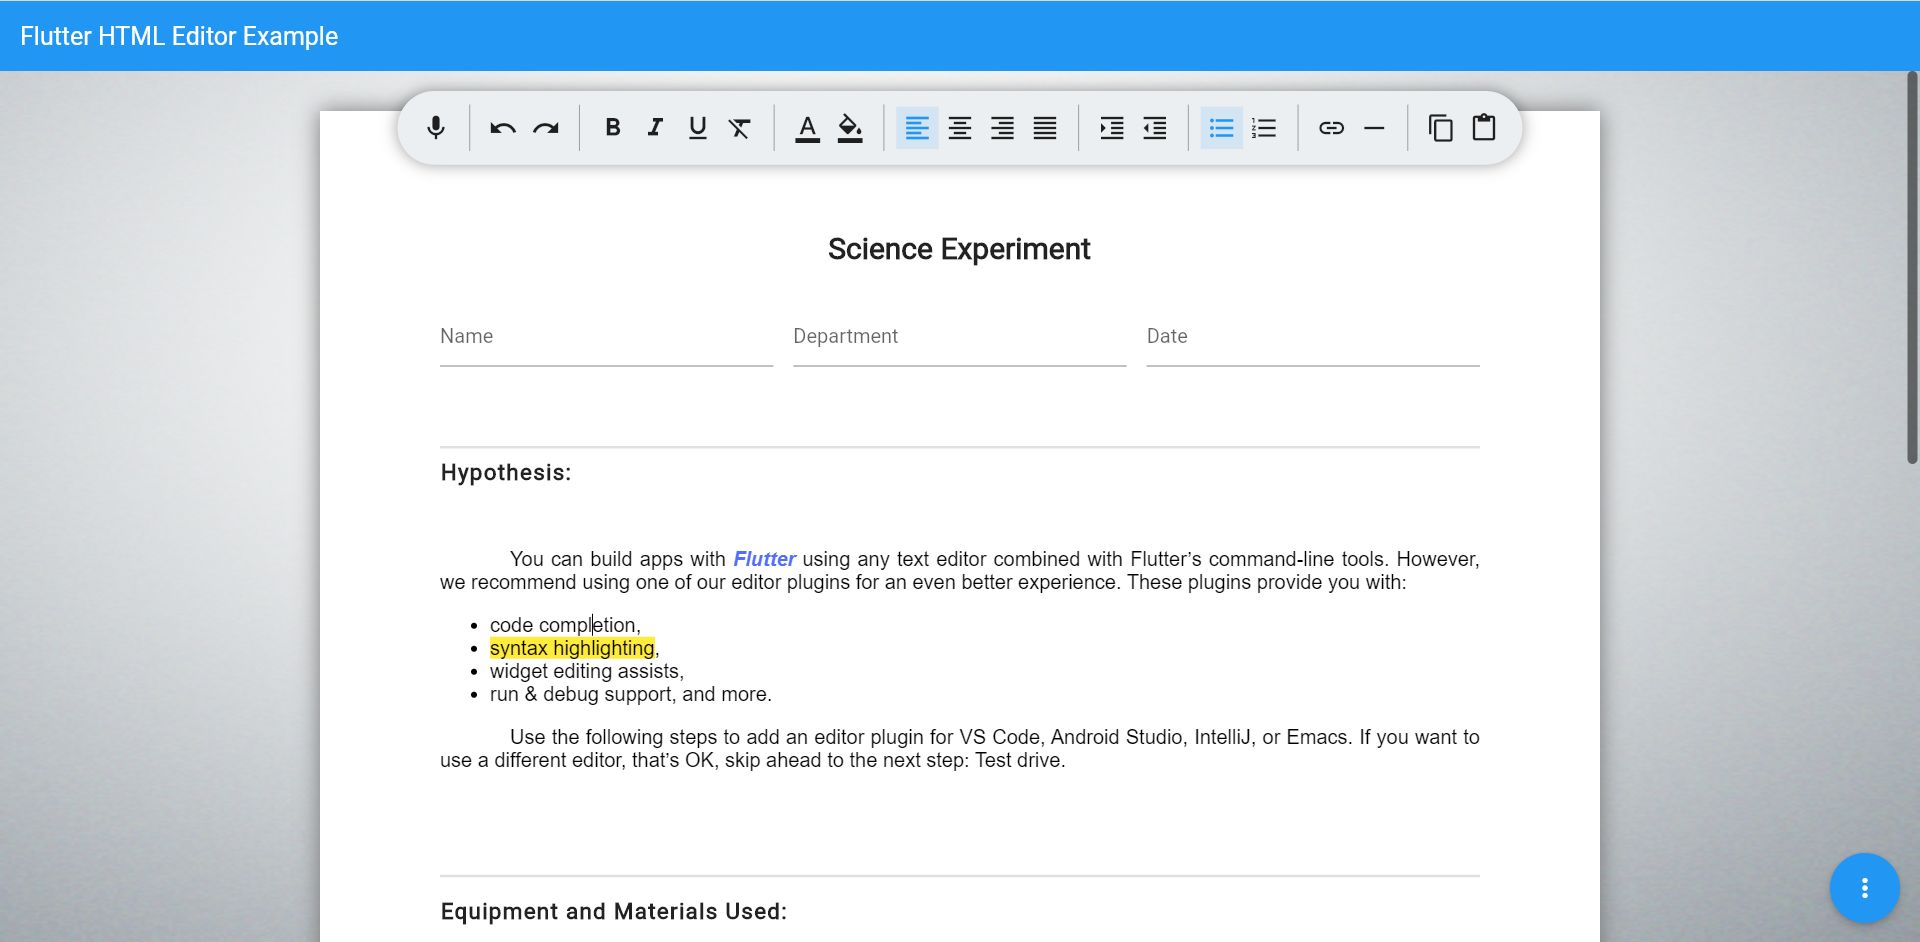 Flutter HTML Editor Example
B I U A
Science Experiment
Name Department Date
Hypothesis:
You can build apps with Flutter using any text editor combined with Flutter’s command-line tools. However,
we recommend using one of our editor plugins for an even better experience. These plugins provide you with:
• code completion,
• syntax highlighting,
• widget editing assists,
• run & debug support, and more.
Use the following steps to add an editor plugin for VS Code, Android Studio, IntelliJ, or Emacs. If you want to
use a different editor, that’s OK, skip ahead to the next step: Test drive.
Equipment and Materials Used: